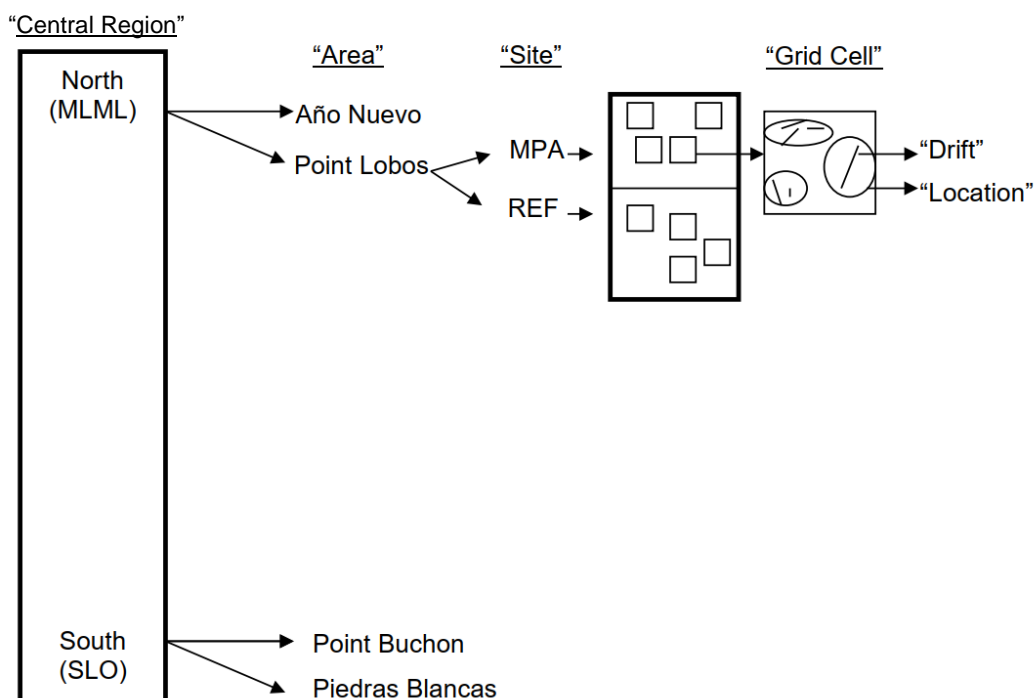 “Central Region”
“Area”
“Site”
“Grid Cell”
North
(MLML)
Año Nuevo
Point Lobos
MPA
REF
“Drift”
“Location”
South
(SLO)
Point Buchon
Piedras Blancas